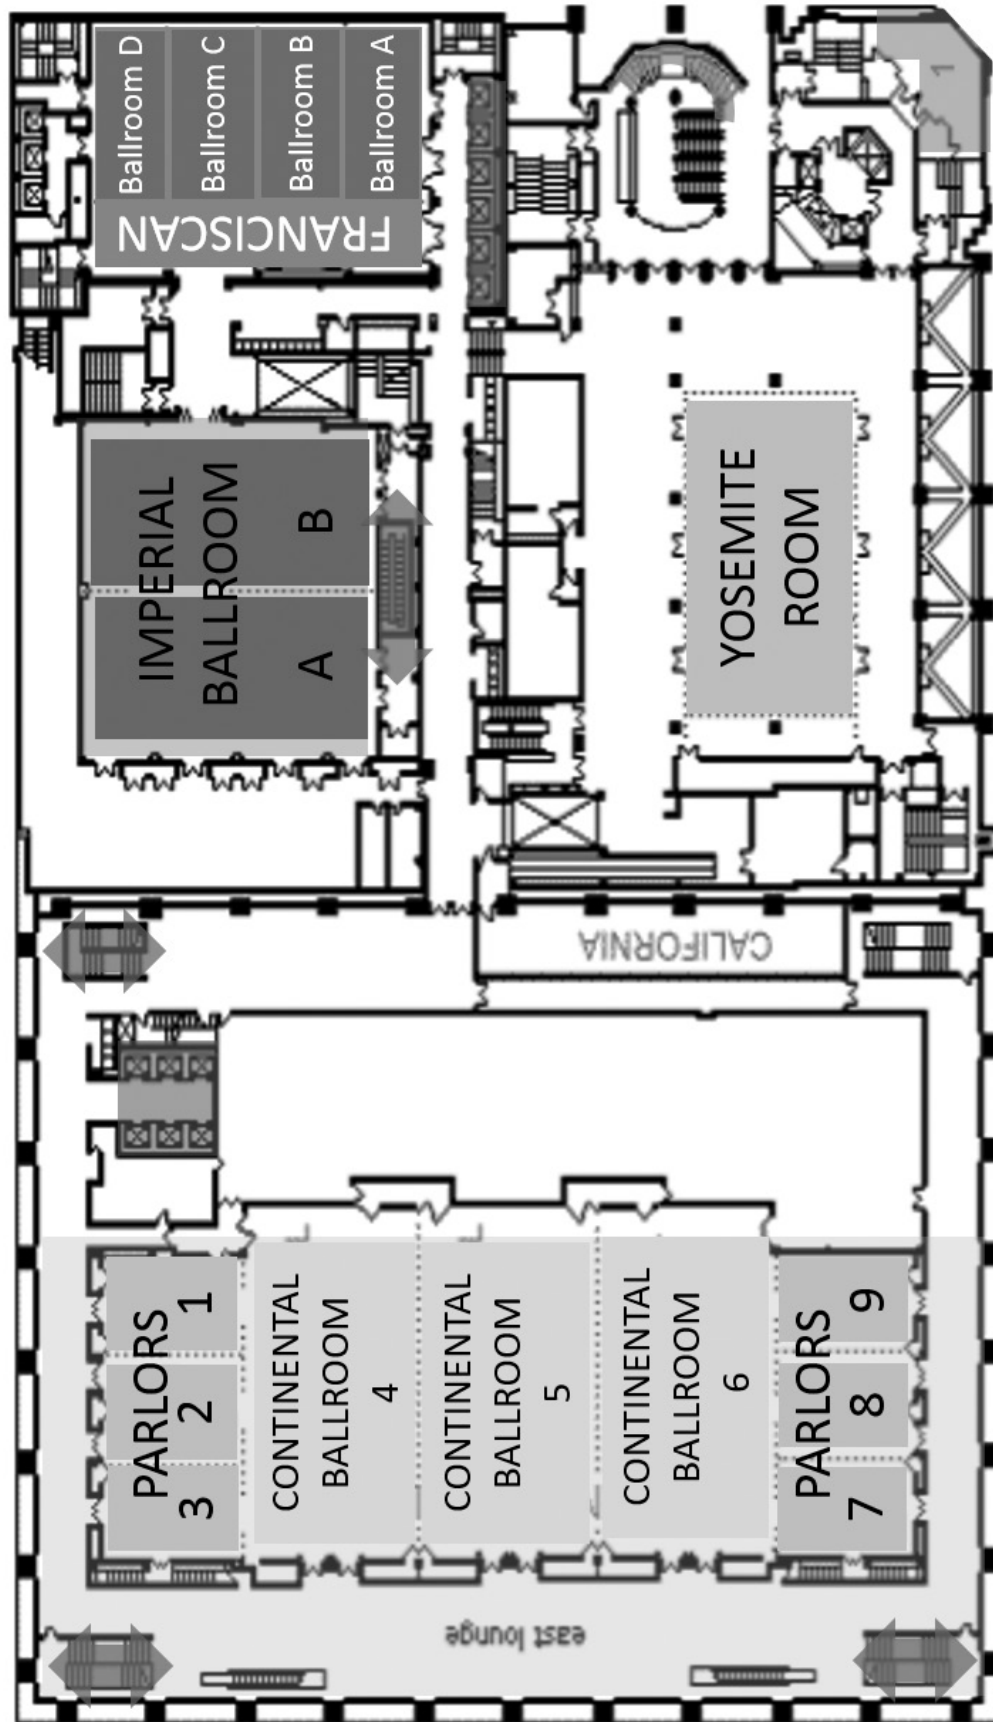 Ballroom D
Ballroom C
Ballroom B
Ballroom A
FRANCISCAN
1
IMPERIAL
BALLROOM
A B
YOSEMITE
ROOM
CALIFORNIA
PARLORS
3 2 1
CONTINENTAL
BALLROOM
4
CONTINENTAL
BALLROOM
5
CONTINENTAL
BALLROOM
6
PARLORS
7 8 9
east lounge